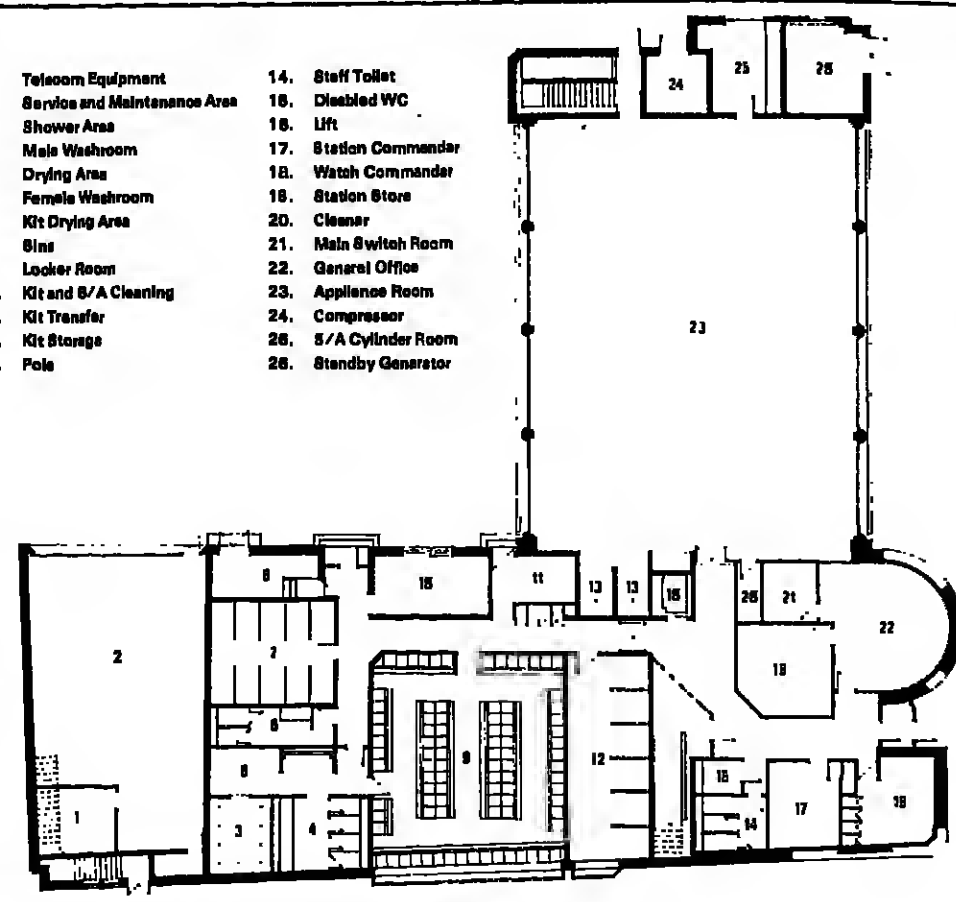 Telecom Equipment
Service and Maintenance Area
Shower Area
Male Washroom
Drying Area
Female Washroom
Kit Drying Area
Bins
Locker Room
Kit and B/A Cleaning
Kit Transfer
Kit Storage
Pole
14. Staff Toilet
15. Disabled WC
16. Lift
17. Station Commander
18. Watch Commander
19. Station Store
20. Cleaner
21. Main Switch Room
22. General Office
23. Appliance Room
24. Compressor
25. B/A Cylinder Room
26. Standby Generator
24
25
26
23
8
11
13
13
16
20
21
22
2
19
9
12
1
3
4
15
14
17
18